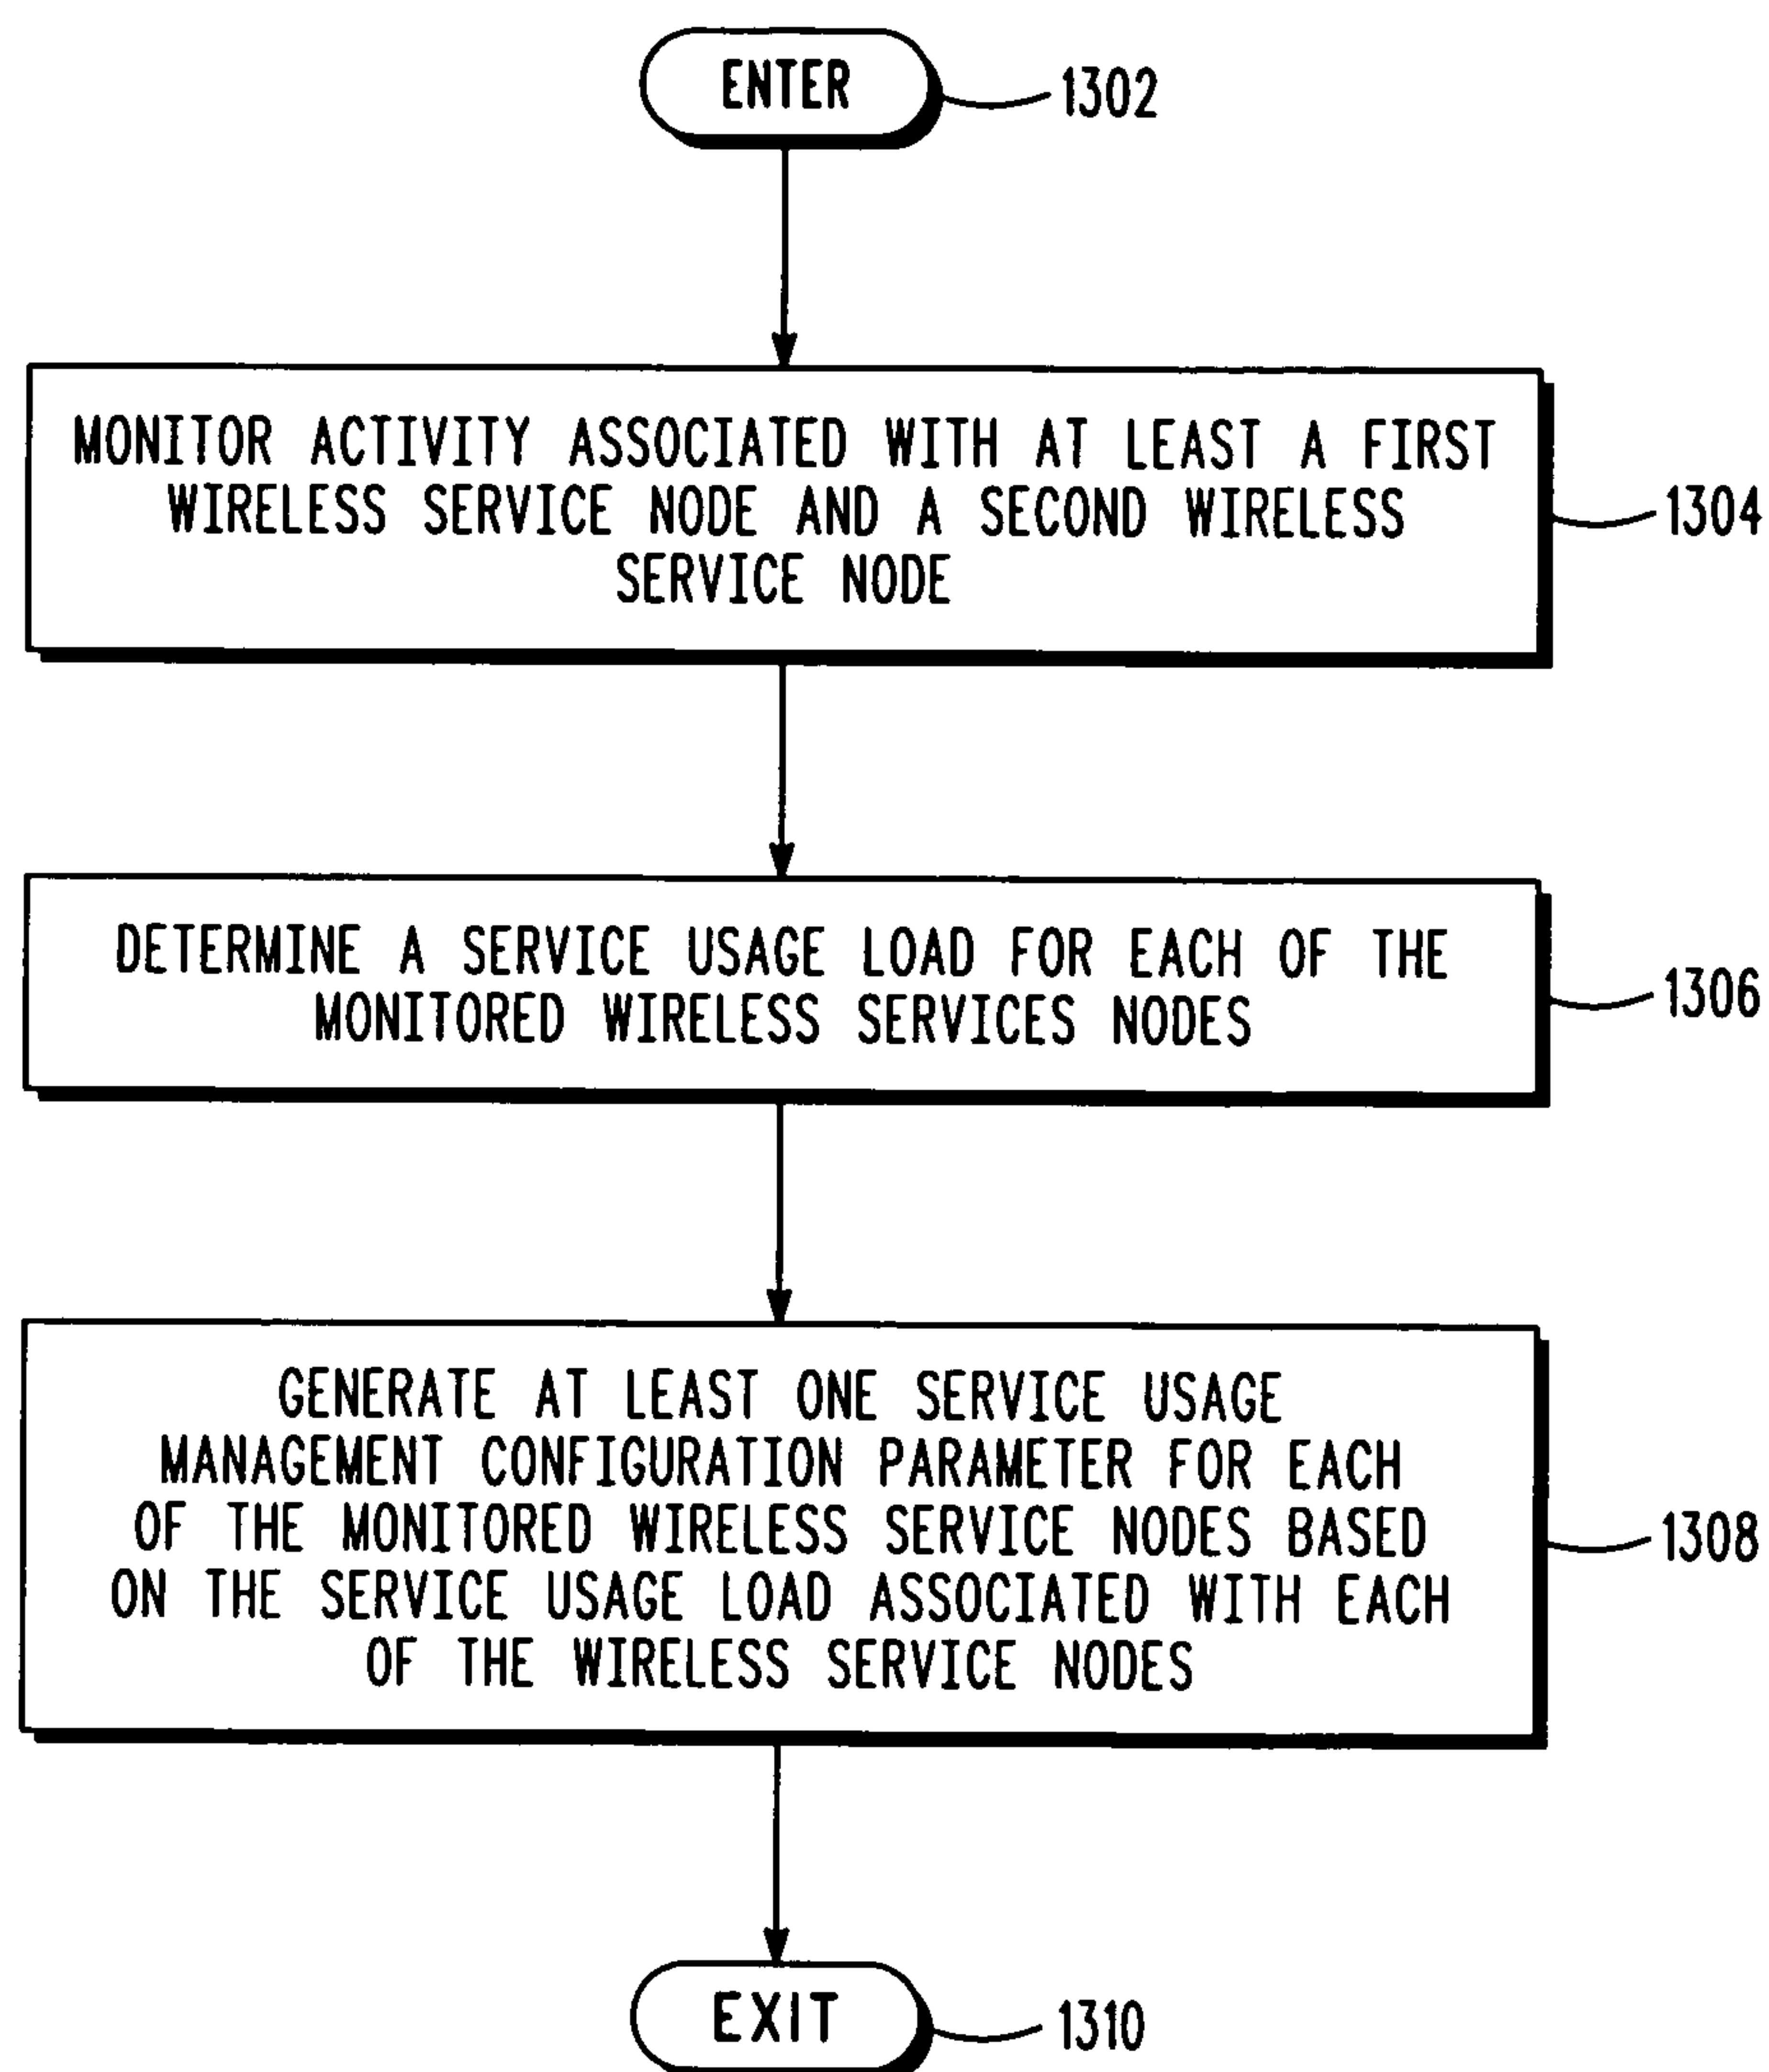 ENTER
1302
MONITOR ACTIVITY ASSOCIATED WITH AT LEAST A FIRST
WIRELESS SERVICE NODE AND A SECOND WIRELESS
SERVICE NODE
1304
DETERMINE A SERVICE USAGE LOAD FOR EACH OF THE
MONITORED WIRELESS SERVICES NODES
1306
GENERATE AT LEAST ONE SERVICE USAGE
MANAGEMENT CONFIGURATION PARAMETER FOR EACH
OF THE MONITORED WIRELESS SERVICE NODES BASED
ON THE SERVICE USAGE LOAD ASSOCIATED WITH EACH
OF THE WIRELESS SERVICE NODES
1308
EXIT
1310